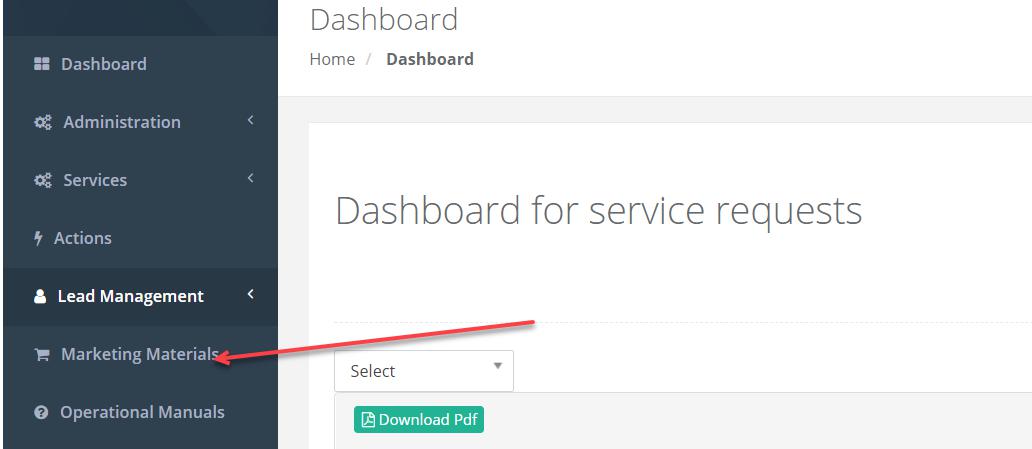 Dashboard
Home / Dashboard
Dashboard
Administration
Services
Actions
Lead Management
Marketing Materials
Operational Manuals
Dashboard for service requests
Select
Download Pdf